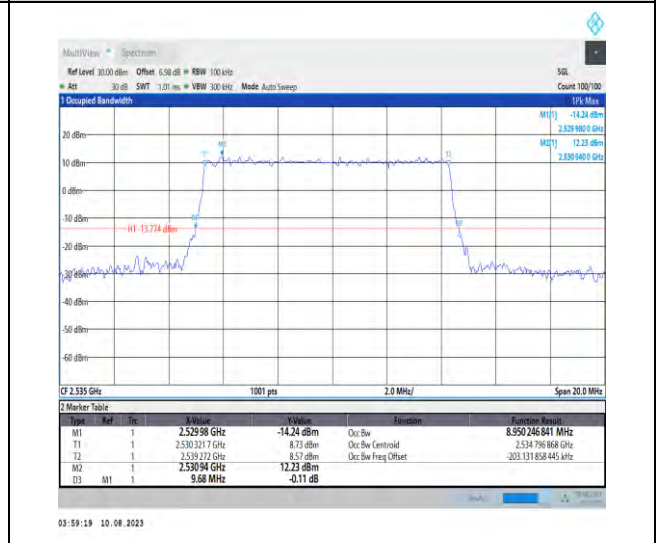 MultiView Spectrum
Ref Level 30.00 dBm Offset 6.98 dB RBW 100 kHz SGL
Att 30 dB SWT 1.01 ms VBW 300 kHz Mode Auto Sweep Count 100/100
1 Occupied Bandwidth 1Pk Max
M1[1] -14.24 dBm
2.529 980 0 GHz
M2[1] 12.23 dBm
2.530 940 0 GHz
20 dBm
M2
T1 T2
10 dBm
0 dBm
-10 dBm
H1 -13.774 dBm
-20 dBm
-30 dBm
-40 dBm
-50 dBm
-60 dBm
CF 2.535 GHz 1001 pts 2.0 MHz/ Span 20.0 MHz
2 Marker Table
Type Ref Trc X-Value Y-Value Function Function Result
M1 1 2.529 98 GHz -14.24 dBm Occ Bw 8.950 246 841 MHz
T1 1 2.530 321 7 GHz 8.73 dBm Occ Bw Centroid 2.534 796 868 GHz
T2 1 2.539 272 GHz 8.57 dBm Occ Bw Freq Offset -203.131 858 445 kHz
M2 1 2.530 94 GHz 12.23 dBm
D3 M1 1 9.68 MHz -0.11 dB
03:59:19 10.08.2023